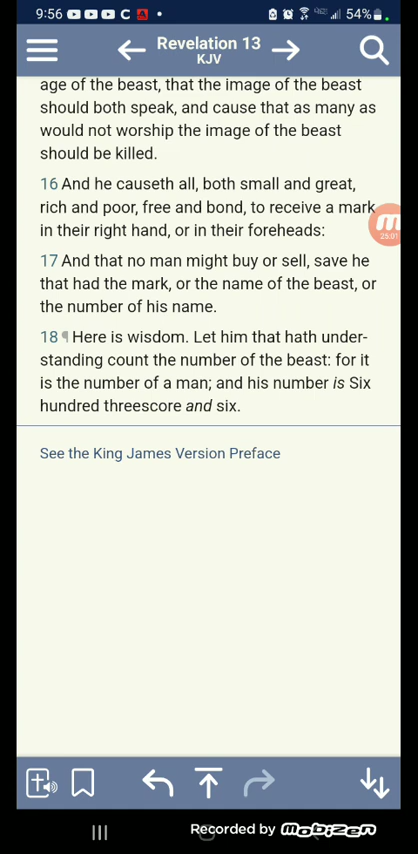 9:56 54%
Revelation 13
KJV
age of the beast, that the image of the beast
should both speak, and cause that as many as
would not worship the image of the beast
should be killed.
16 And he causeth all, both small and great,
rich and poor, free and bond, to receive a mark
in their right hand, or in their foreheads:
25:01
17 And that no man might buy or sell, save he
that had the mark, or the name of the beast, or
the number of his name.
18 ¶ Here is wisdom. Let him that hath under-
standing count the number of the beast: for it
is the number of a man; and his number is Six
hundred threescore and six.
See the King James Version Preface
Recorded by mobizen